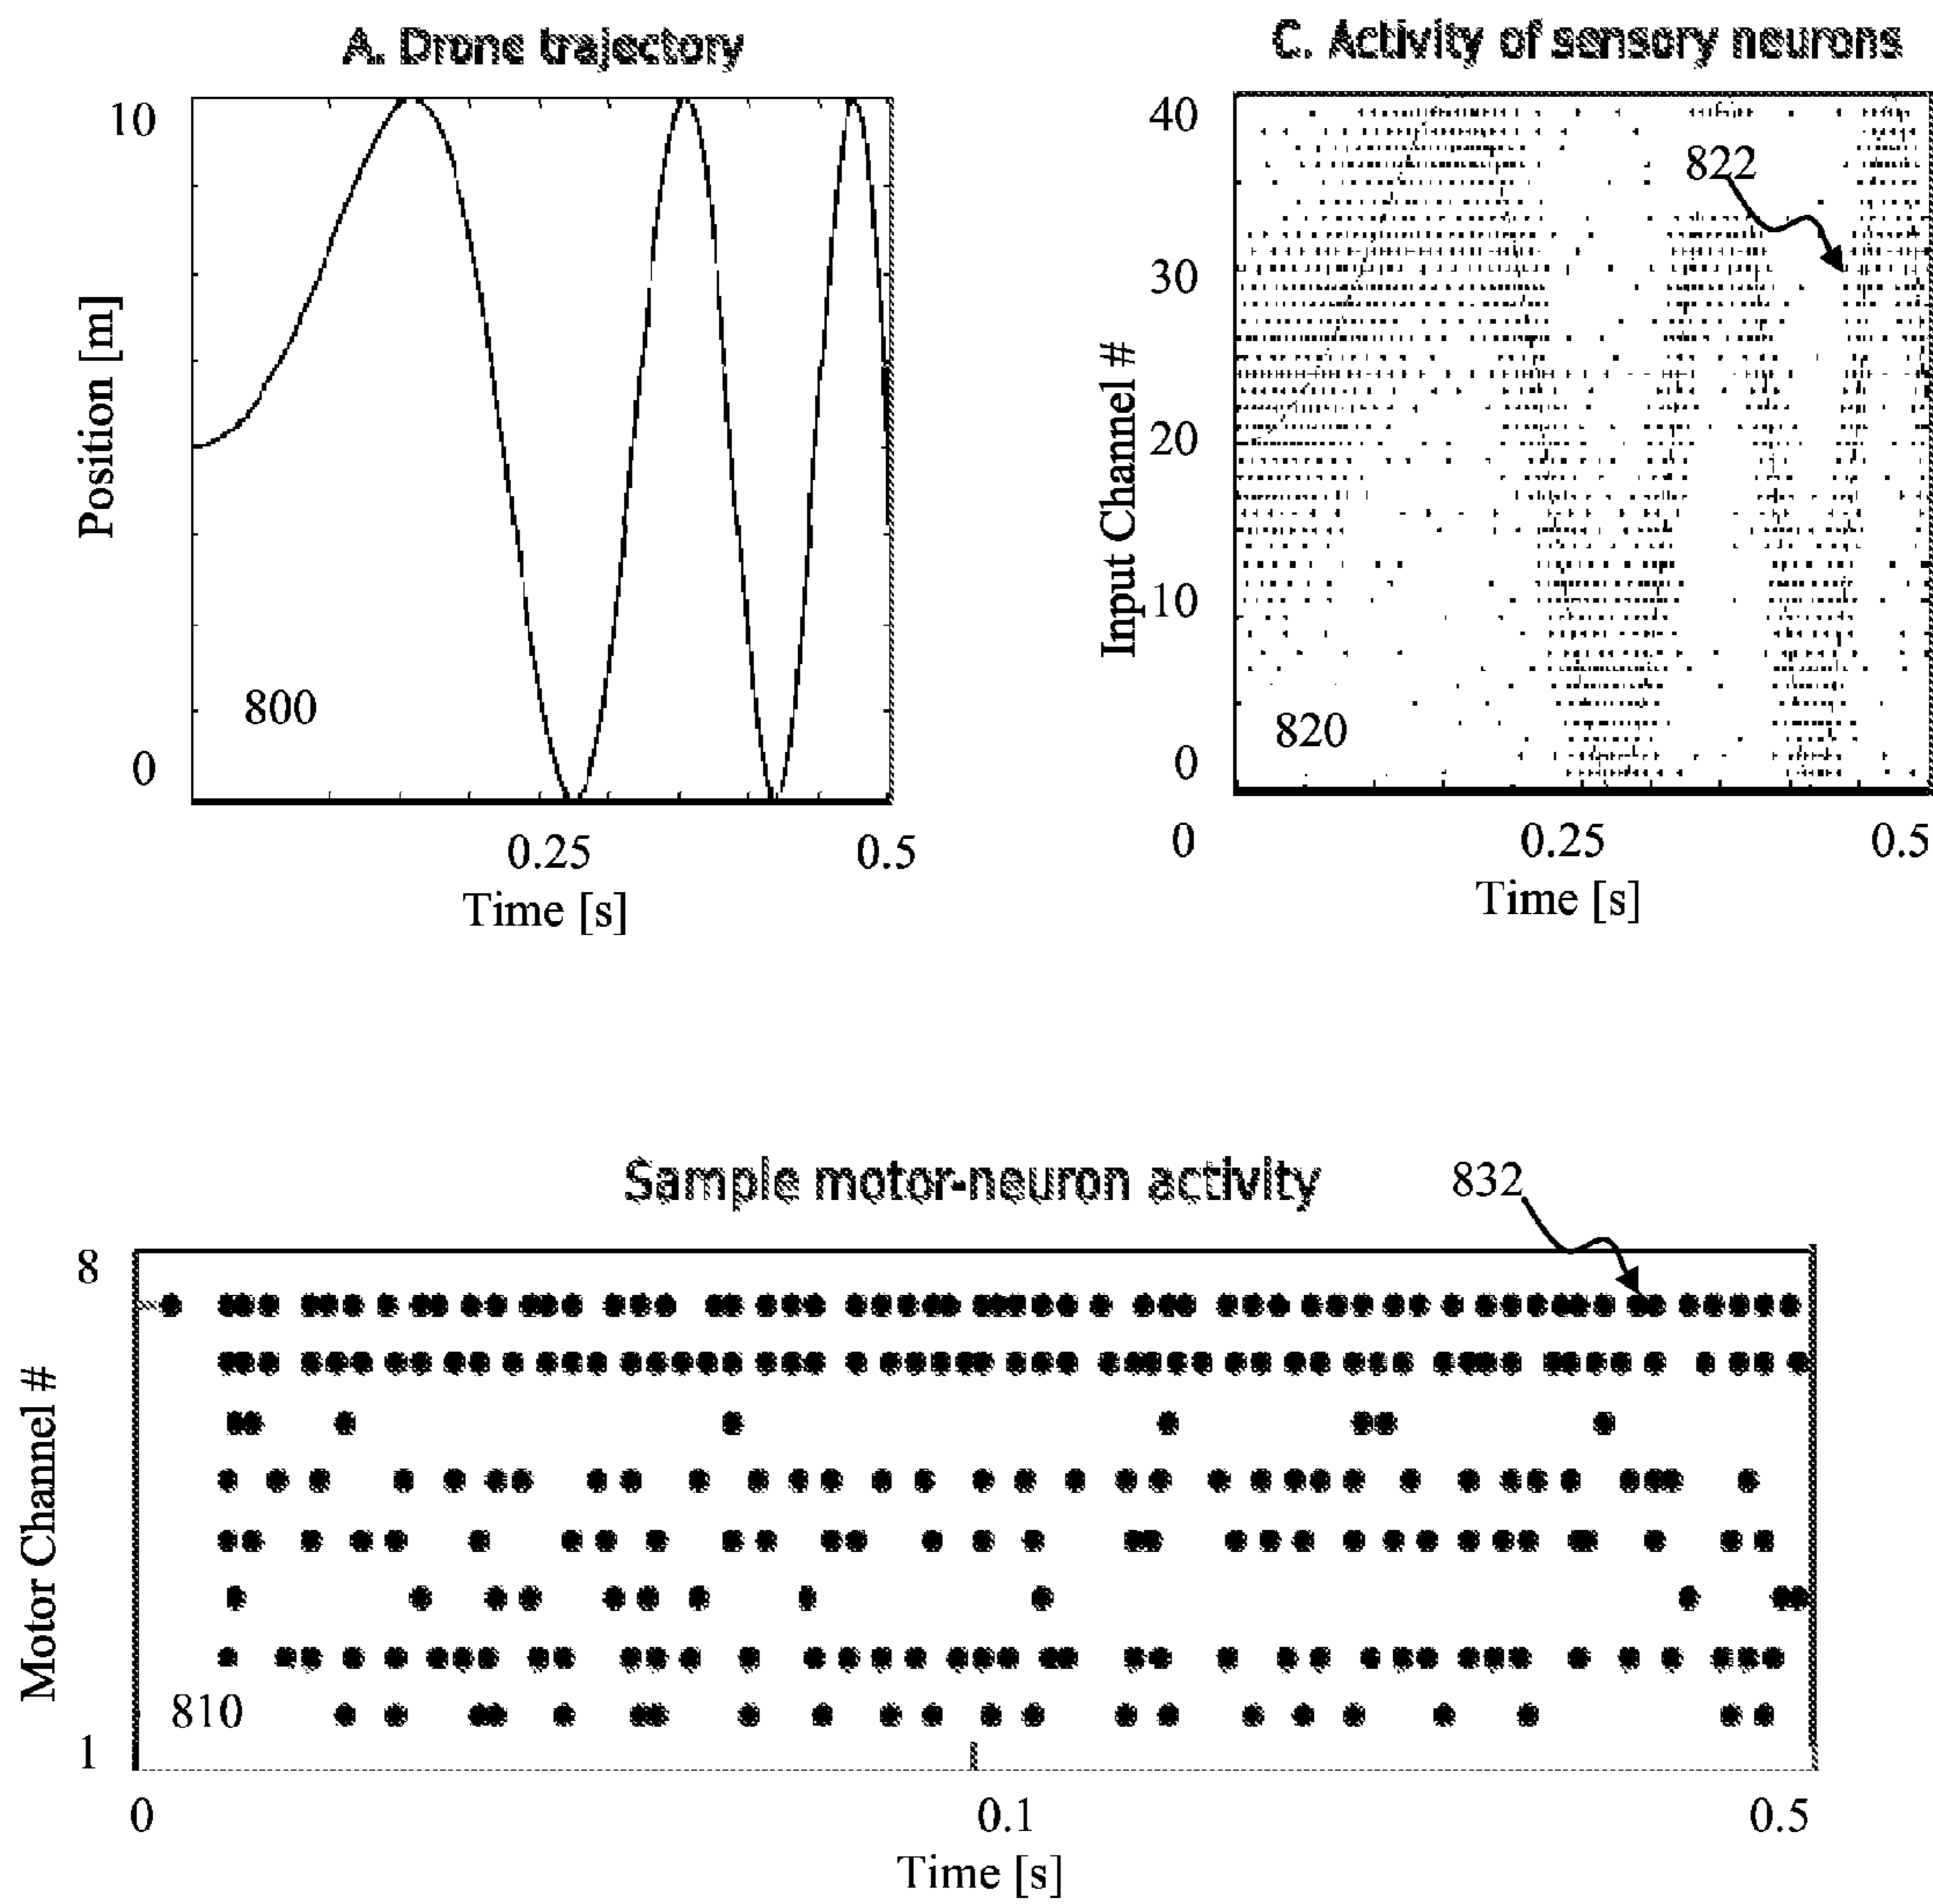 A. Drone trajectory
10
Position [m]
800
0
0.25
0.5
Time [s]
C. Activity of sensory neurons
40
822
30
Input Channel #
20
10
820
0
0
0.25
0.5
Time [s]
Sample motor-neuron activity
832
8
Motor Channel #
810
1
0
0.1
0.5
Time [s]